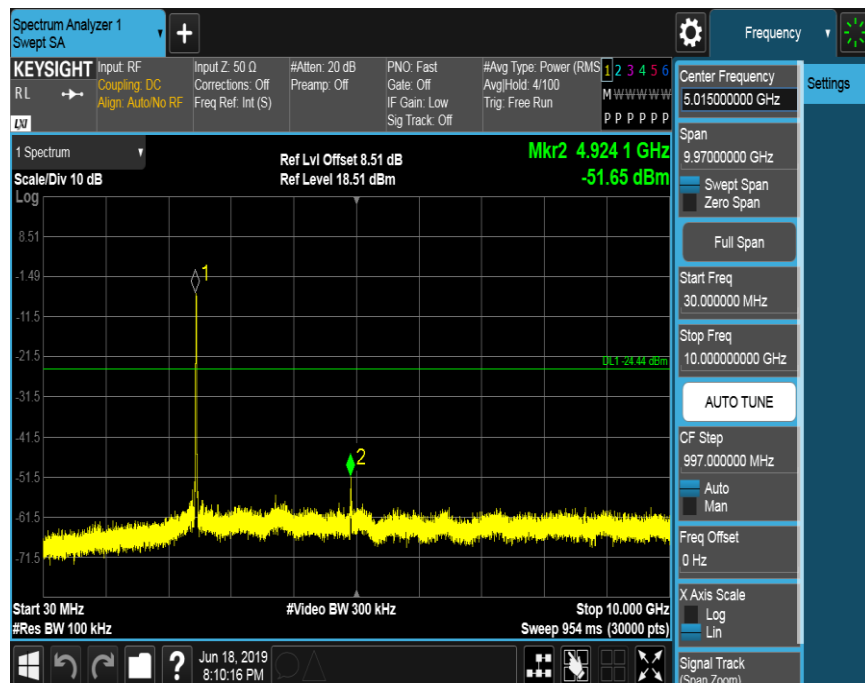 Spectrum Analyzer 1
Swept SA
Frequency
KEYSIGHT
Input: RF
Input Z: 50 Ω
#Atten: 20 dB
PNO: Fast
#Avg Type: Power (RMS
1 2 3 4 5 6
RL
Coupling: DC
Corrections: Off
Preamp: Off
Gate: Off
Avg|Hold: 4/100
M W W W W W
Align: Auto/No RF
Freq Ref: Int (S)
IF Gain: Low
Trig: Free Run
P P P P P P
LXI
Sig Track: Off
Center Frequency
5.015000000 GHz
Settings
1 Spectrum
Ref Lvl Offset 8.51 dB
Mkr2 4.924 1 GHz
Scale/Div 10 dB
Ref Level 18.51 dBm
-51.65 dBm
Log
8.51
-1.49
-11.5
-21.5
-31.5
-41.5
-51.5
-61.5
-71.5
1
DL1 -24.44 dBm
2
Start 30 MHz
#Video BW 300 kHz
Stop 10.000 GHz
#Res BW 100 kHz
Sweep 954 ms (30000 pts)
Span
9.97000000 GHz
Swept Span
Zero Span
Full Span
Start Freq
30.000000 MHz
Stop Freq
10.000000000 GHz
AUTO TUNE
CF Step
997.000000 MHz
Auto
Man
Freq Offset
0 Hz
X Axis Scale
Log
Lin
Signal Track
(Span Zoom)
?
Jun 18, 2019
8:10:16 PM